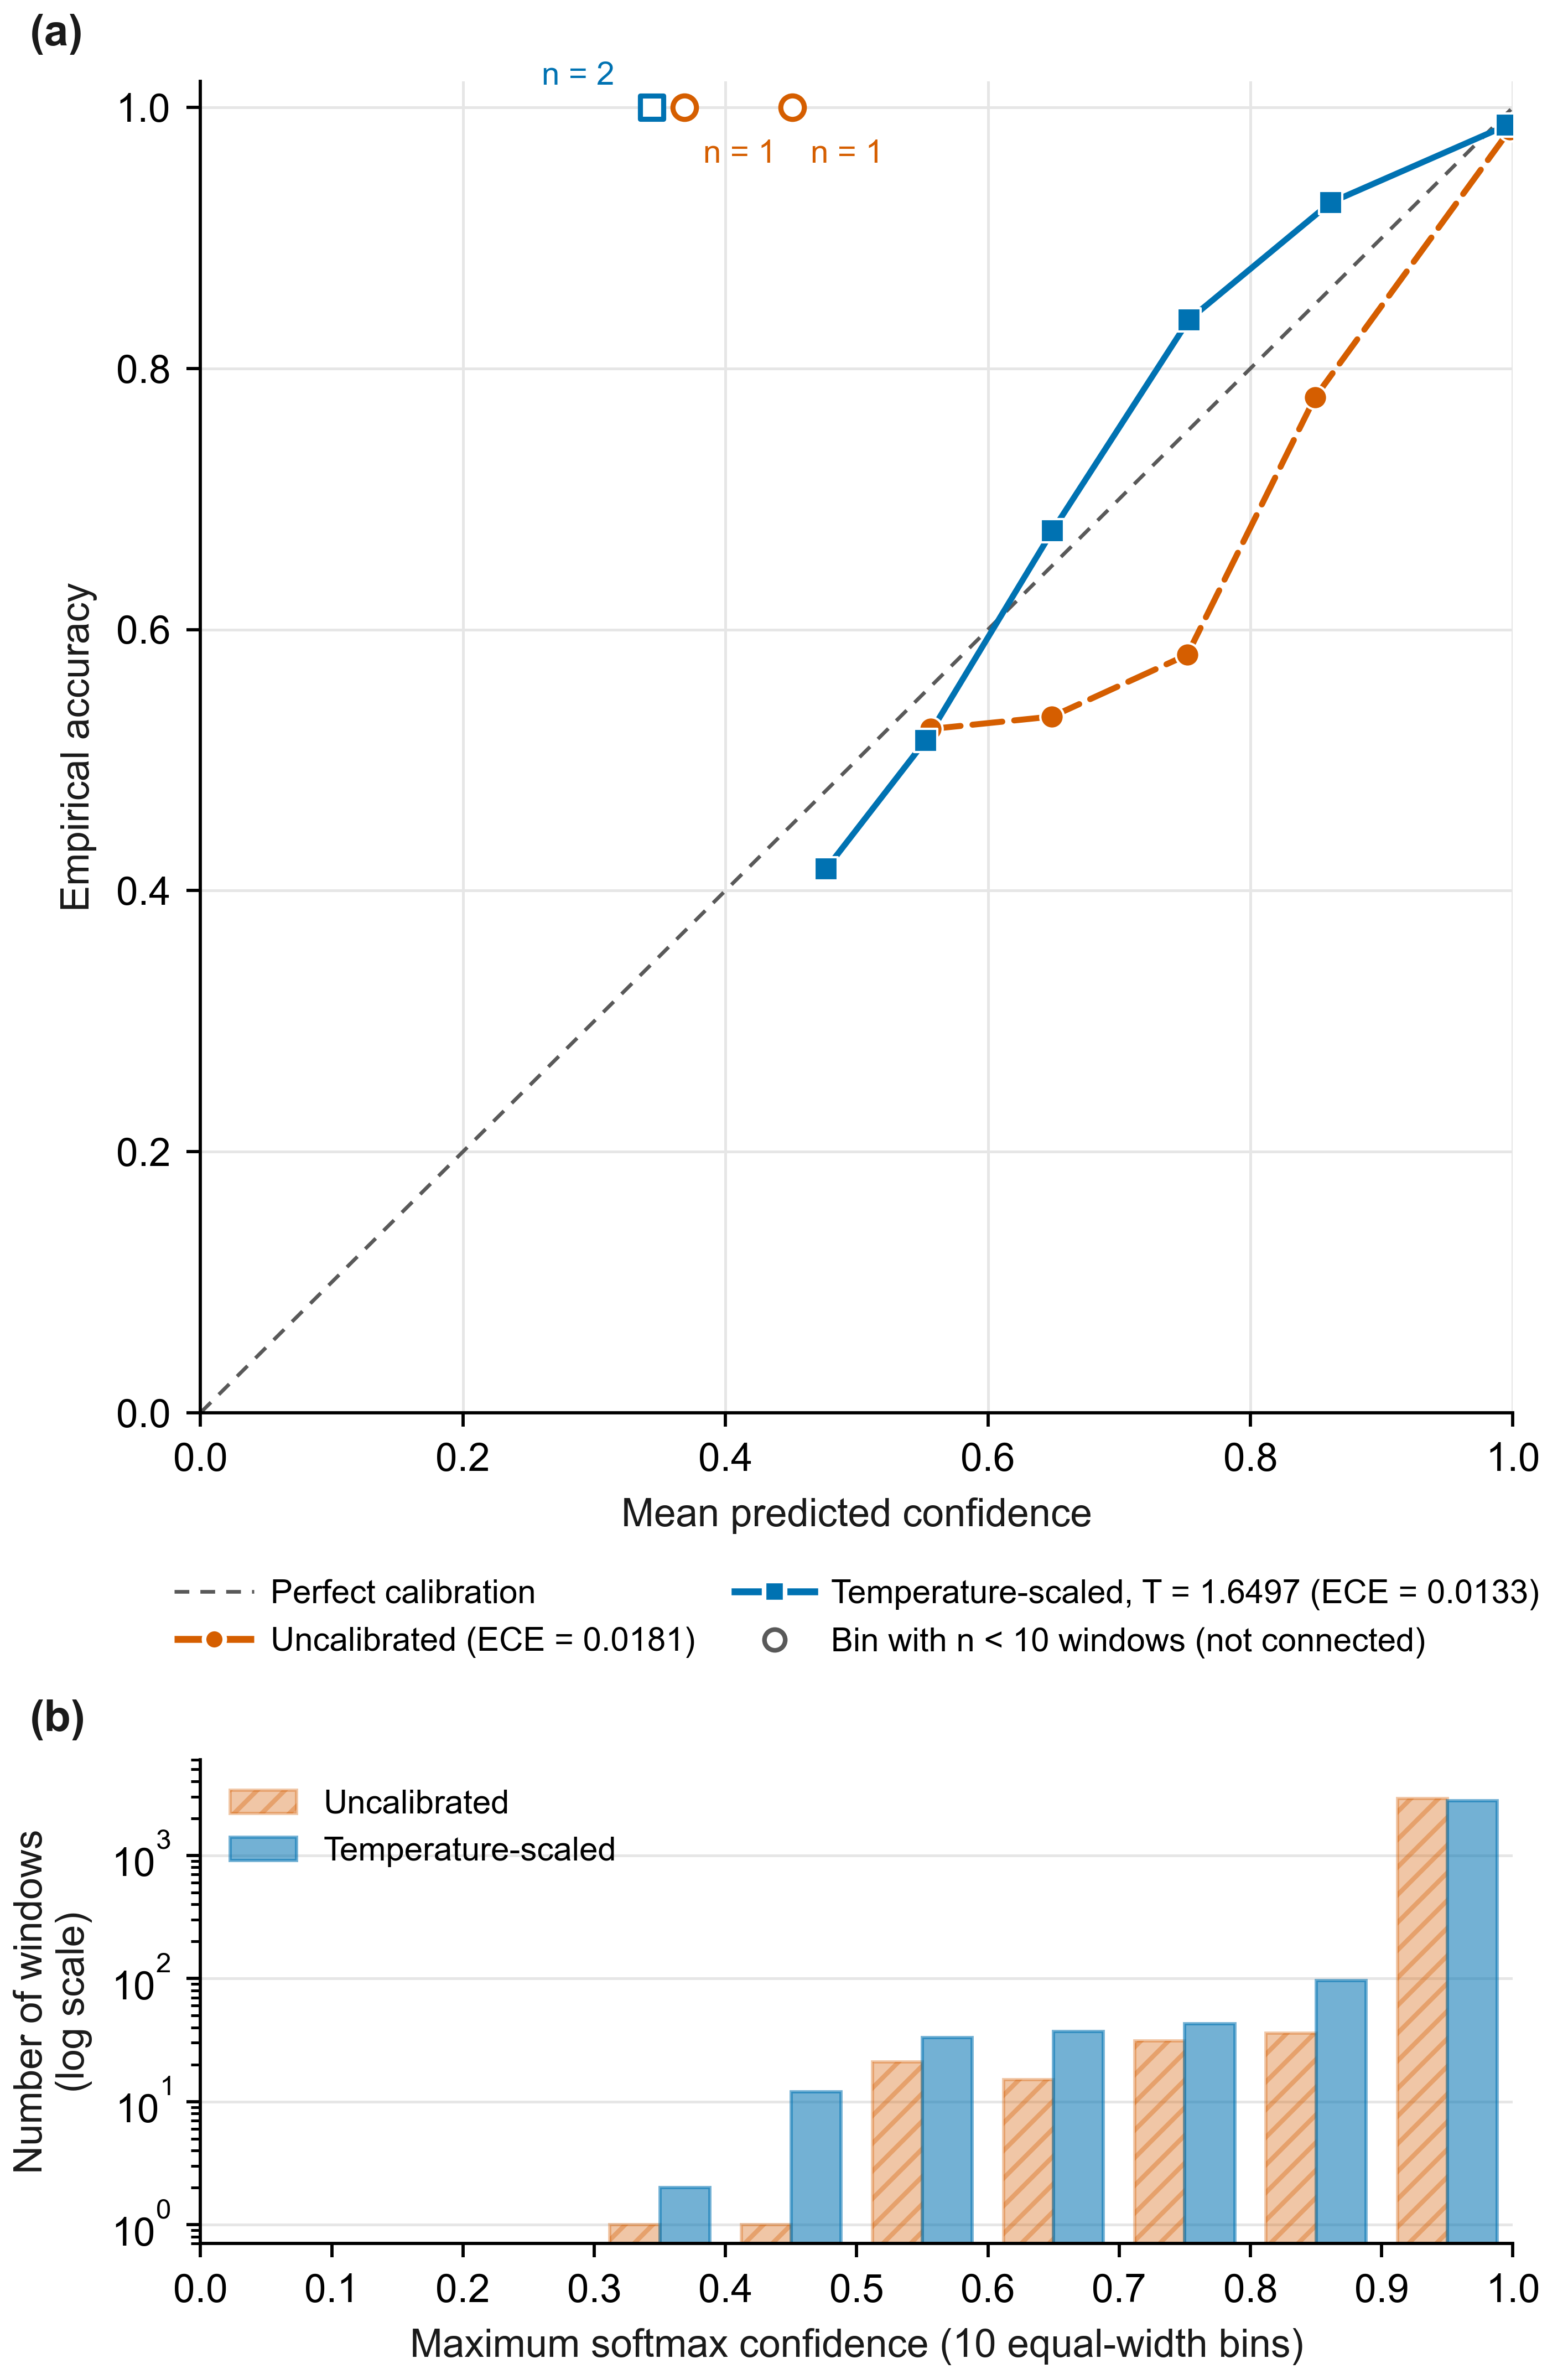 (a)
n = 2
n = 1 n = 1
1.0
0.8
0.6
0.4
0.2
0.0
Empirical accuracy
0.0 0.2 0.4 0.6 0.8 1.0
Mean predicted confidence
Perfect calibration
Uncalibrated (ECE = 0.0181)
Temperature-scaled, T = 1.6497 (ECE = 0.0133)
Bin with n < 10 windows (not connected)
(b)
Uncalibrated
Temperature-scaled
10³
10²
10¹
10⁰
Number of windows
(log scale)
0.0 0.1 0.2 0.3 0.4 0.5 0.6 0.7 0.8 0.9 1.0
Maximum softmax confidence (10 equal-width bins)